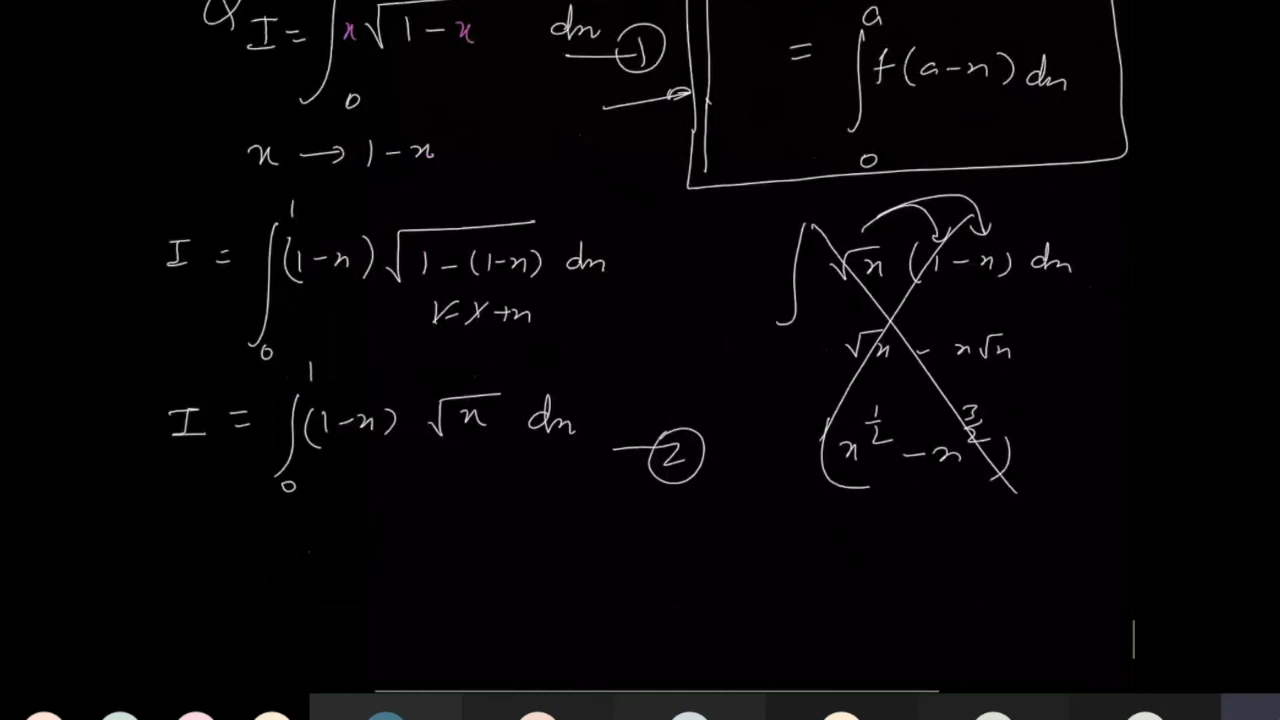 Q I = ∫₀ x√(1-x) dx —①
= ∫₀ᵃ f(a-x) dx
x → 1-x
I = ∫₀¹ (1-x) √(1-(1-x)) dx
1-1+x
I = ∫₀¹ (1-x) √x dx —②
∫ √x (1-x) dx
√x - x√x
(x^(1/2) - x^(3/2))